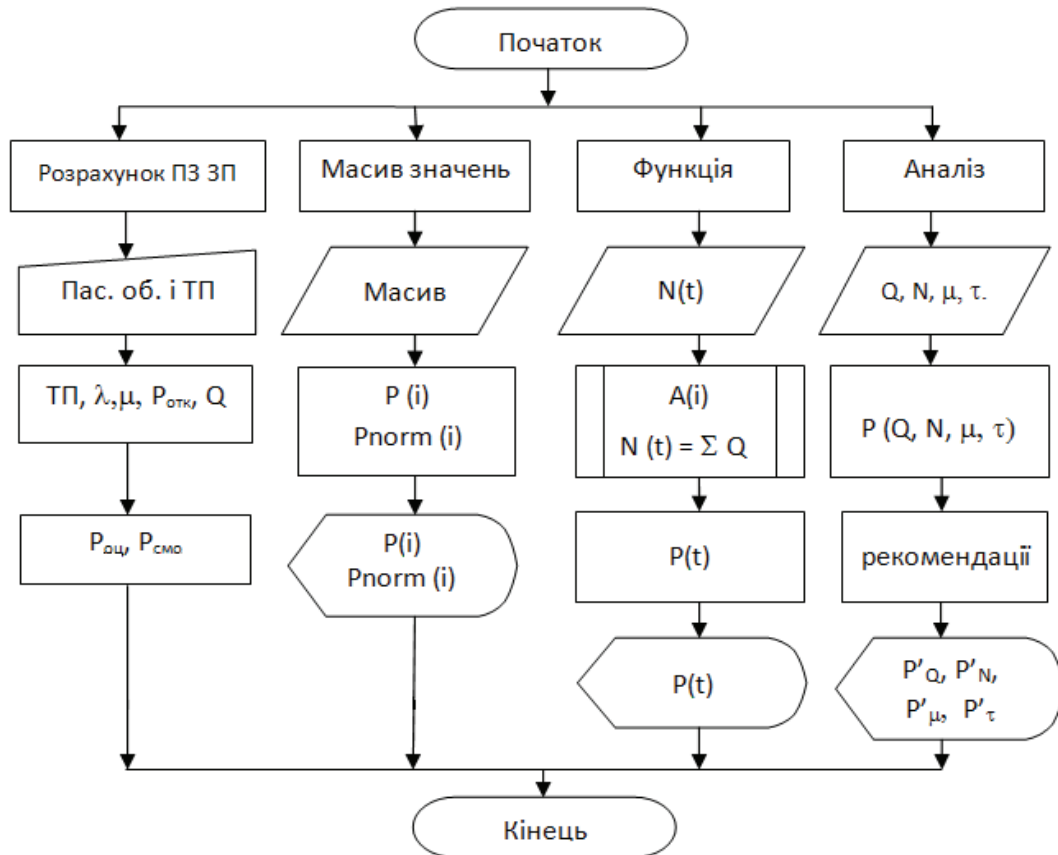 Початок
Розрахунок ПЗ ЗП
Масив значень
Функція
Аналіз
Пас. об. і ТП
Масив
N(t)
Q, N, μ, τ.
ТП, λ,μ, Pотк, Q
P (i)
Pnorm (i)
A(i)
N (t) = Σ Q
P (Q, N, μ, τ)
Pоц, Pсмо
P(i)
Pnorm (i)
P(t)
рекомендації
P(t)
P′Q, P′N,
P′μ, P′τ
Кінець